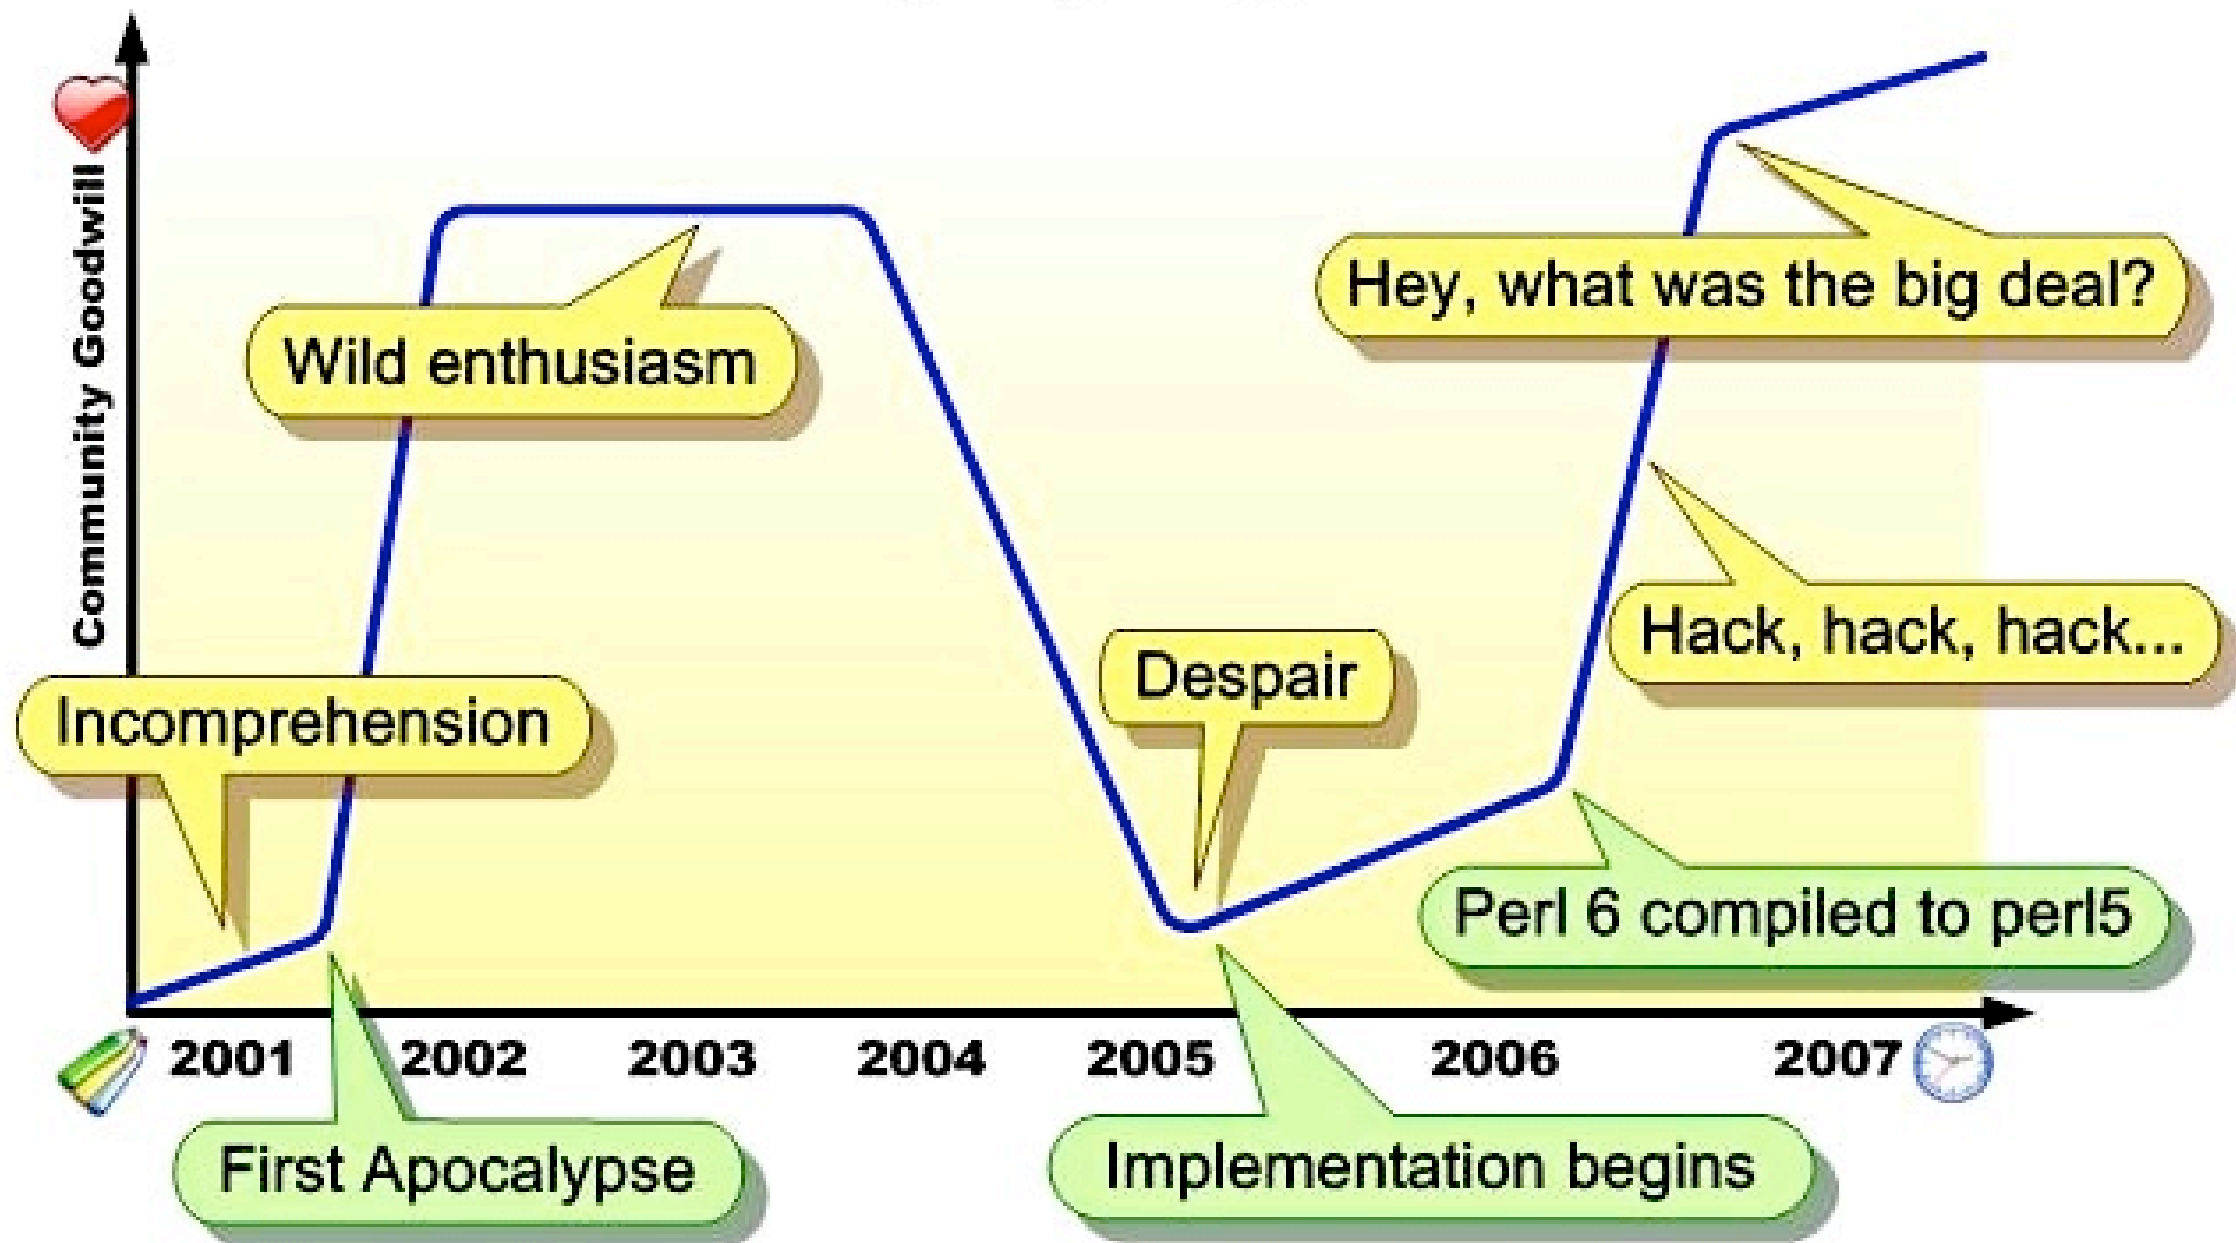 Community Goodwill
Hey, what was the big deal?
Wild enthusiasm
Hack, hack, hack...
Despair
Incomprehension
Perl 6 compiled to perl5
2001 2002 2003 2004 2005 2006 2007
First Apocalypse
Implementation begins